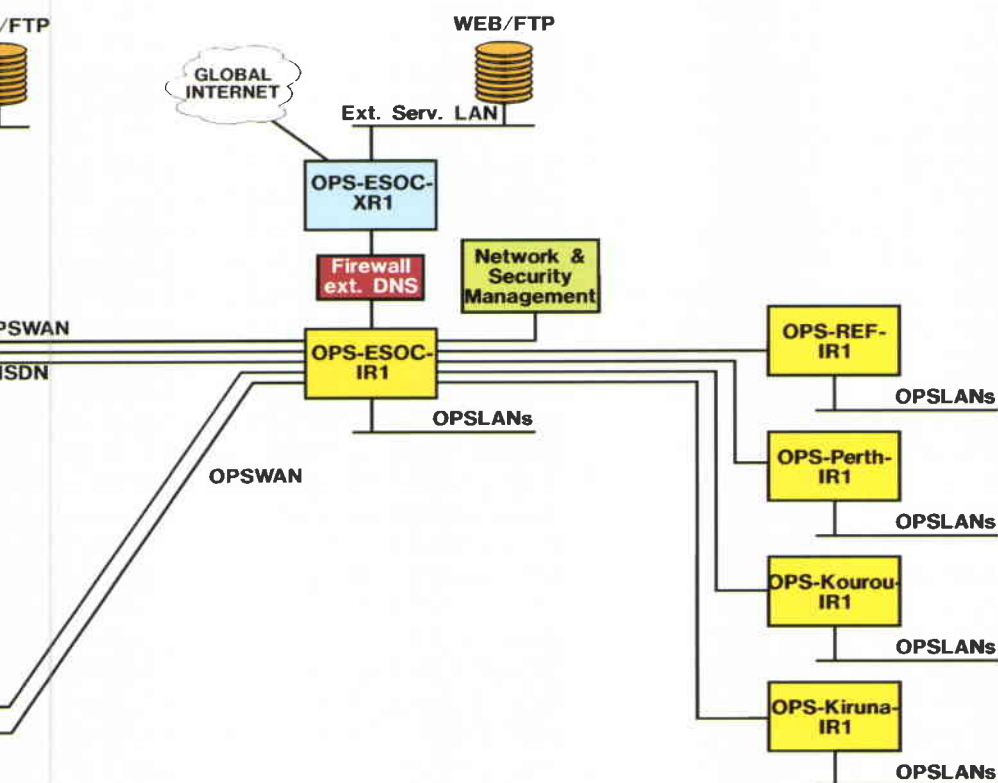 /FTP
WEB/FTP
GLOBAL
INTERNET
Ext. Serv. LAN
OPS-ESOC-
XR1
Firewall
ext. DNS
Network &
Security
Management
PSWAN
ISDN
OPS-ESOC-
IR1
OPSLANs
OPSWAN
OPS-REF-
IR1
OPSLANs
OPS-Perth-
IR1
OPSLANs
OPS-Kourou-
IR1
OPSLANs
OPS-Kiruna-
IR1
OPSLANs